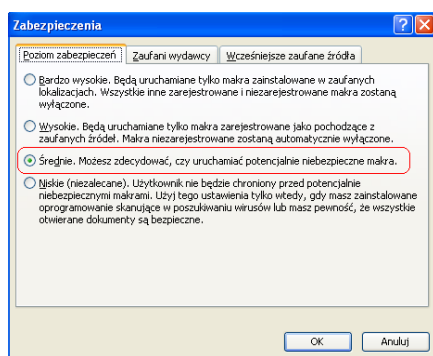 Zabezpieczenia
Poziom zabezpieczeń Zaufani wydawcy Wcześniejsze zaufane źródła
Bardzo wysokie. Będą uruchamiane tylko makra zainstalowane w zaufanych
lokalizacjach. Wszystkie inne zarejestrowane i niezarejestrowane makra zostaną
wyłączone.
Wysokie. Będą uruchamiane tylko makra zarejestrowane jako pochodzące z
zaufanych źródeł. Makra niezarejestrowane zostaną automatycznie wyłączone.
Średnie. Możesz zdecydować, czy uruchamiać potencjalnie niebezpieczne makra.
Niskie (niezalecane). Użytkownik nie będzie chroniony przed potencjalnie
niebezpiecznymi makrami. Użyj tego ustawienia tylko wtedy, gdy masz zainstalowane
oprogramowanie skanujące w poszukiwaniu wirusów lub masz pewność, że wszystkie
otwierane dokumenty są bezpieczne.
OK Anuluj